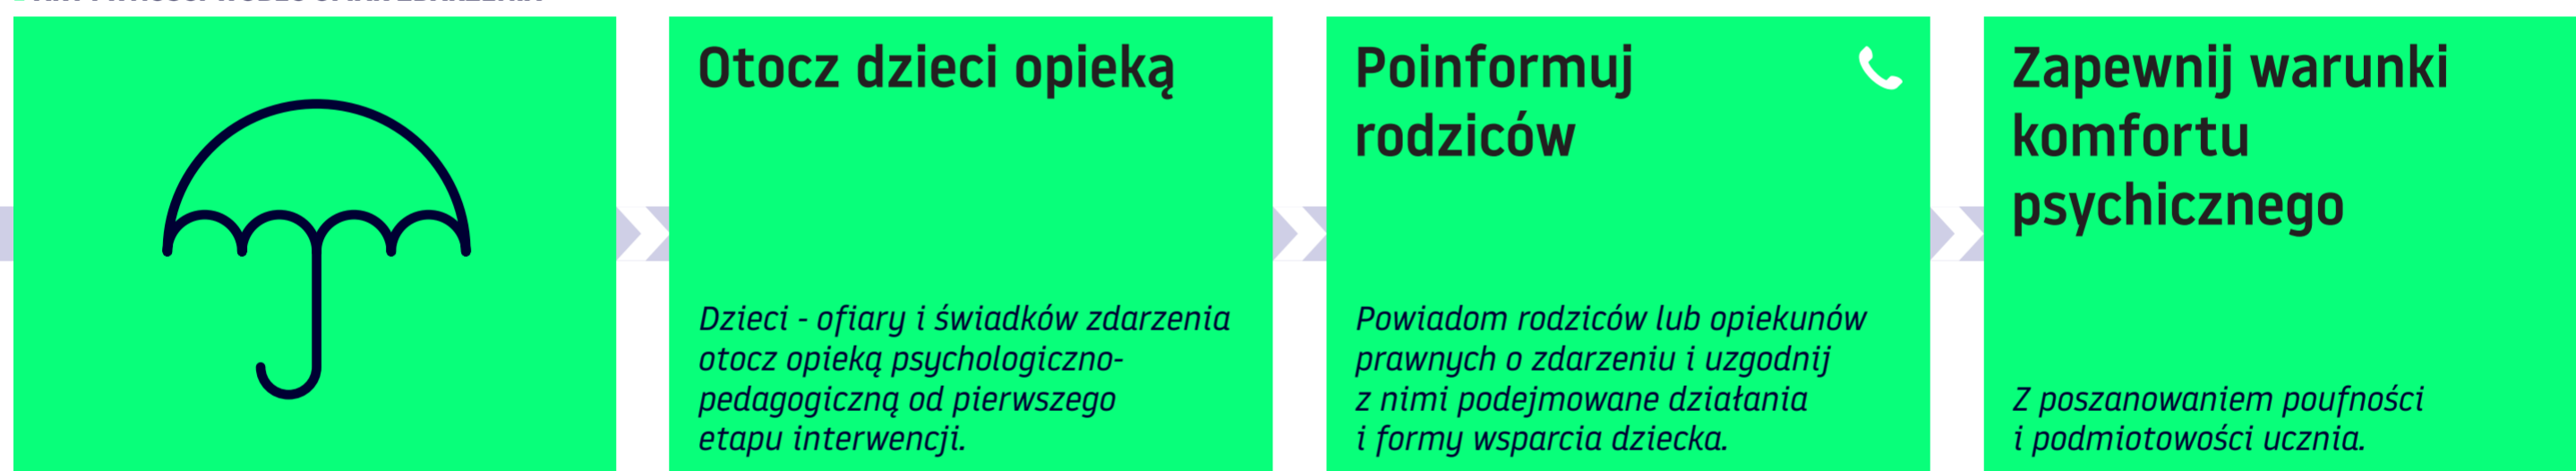 Otocz dzieci opieką
Dzieci - ofiary i świadków zdarzenia
otocz opieką psychologiczno-
pedagogiczną od pierwszego
etapu interwencji.
Poinformuj
rodziców
Powiadom rodziców lub opiekunów
prawnych o zdarzeniu i uzgodnij
z nimi podejmowane działania
i formy wsparcia dziecka.
Zapewnij warunki
komfortu
psychicznego
Z poszanowaniem poufności
i podmiotowości ucznia.